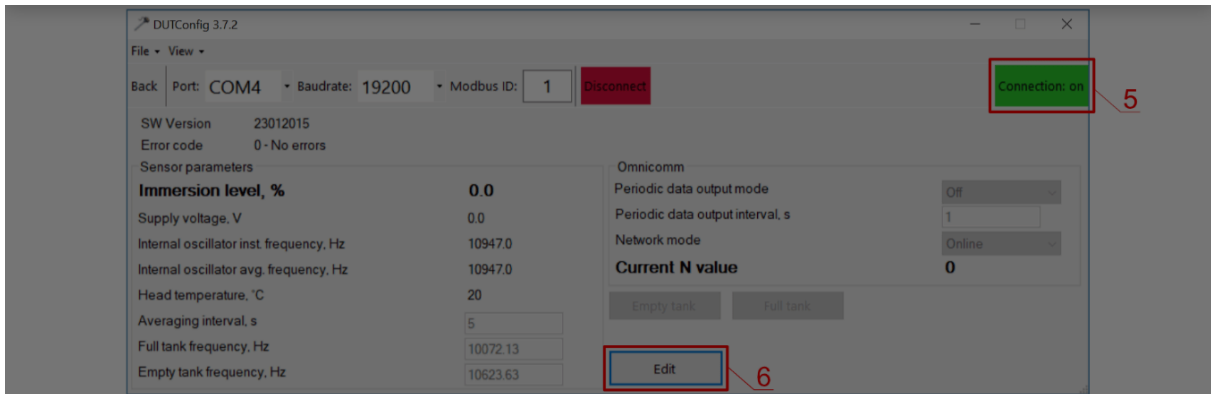 DUTConfig 3.7.2
File View
Back Port: COM4 Baudrate: 19200 Modbus ID: 1 Disconnect Connection: on 5
SW Version 23012015
Error code 0 - No errors
Sensor parameters
Immersion level, % 0.0
Supply voltage, V 0.0
Internal oscillator inst. frequency, Hz 10947.0
Internal oscillator avg. frequency, Hz 10947.0
Head temperature, °C 20
Averaging interval, s 5
Full tank frequency, Hz 10072.13
Empty tank frequency, Hz 10623.63
Omnicomm
Periodic data output mode Off
Periodic data output interval, s 1
Network mode Online
Current N value 0
Empty tank Full tank
Edit 6